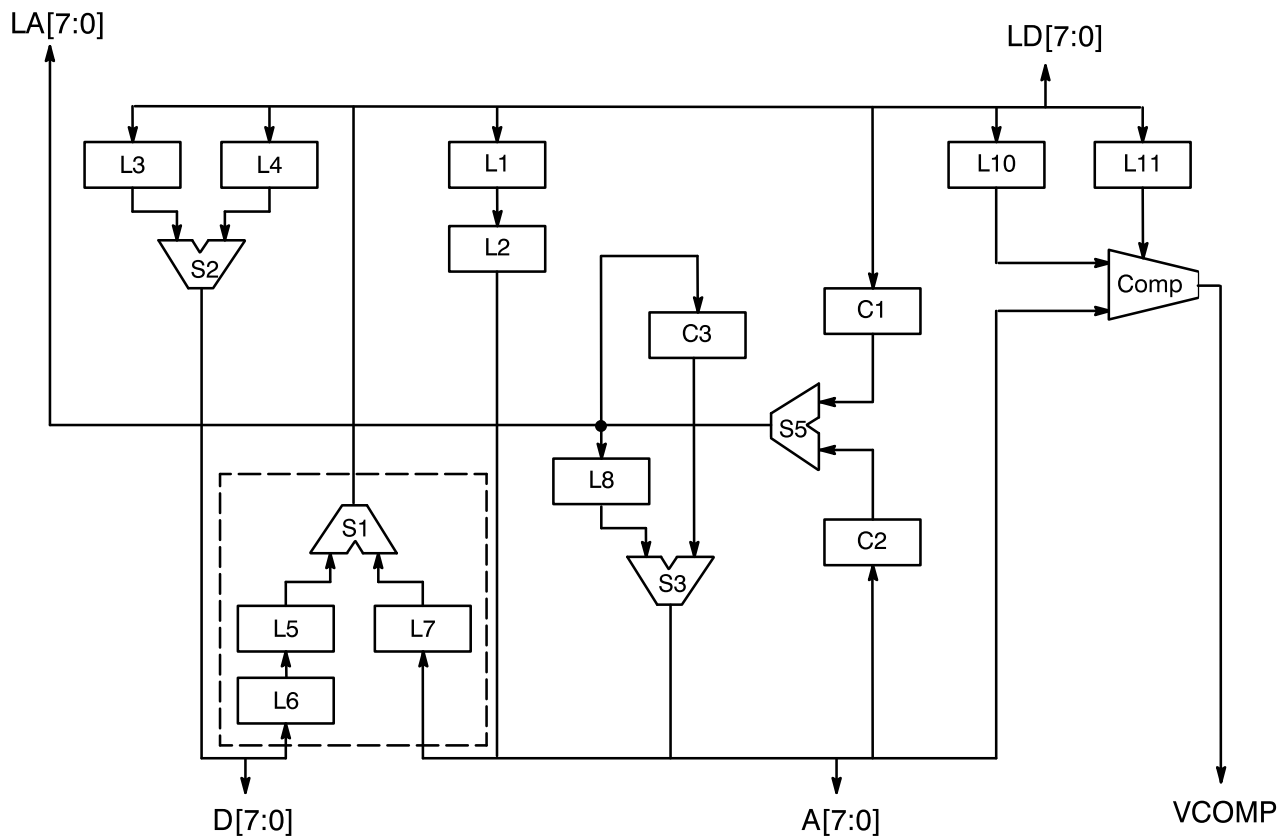 LA[7:0]
LD[7:0]
L3
L4
L1
L10
L11
L2
S2
Comp
C1
C3
S5
L8
S1
C2
S3
L5
L7
L6
D[7:0]
A[7:0]
VCOMP